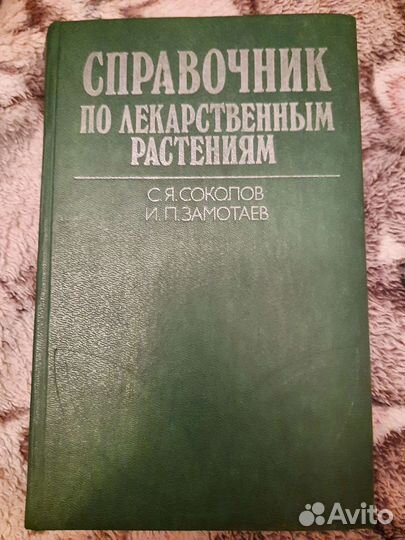 СПРАВОЧНИК
ПО ЛЕКАРСТВЕННЫМ
РАСТЕНИЯМ
С.Я.СОКОЛОВ
И.П.ЗАМОТАЕВ
Avito